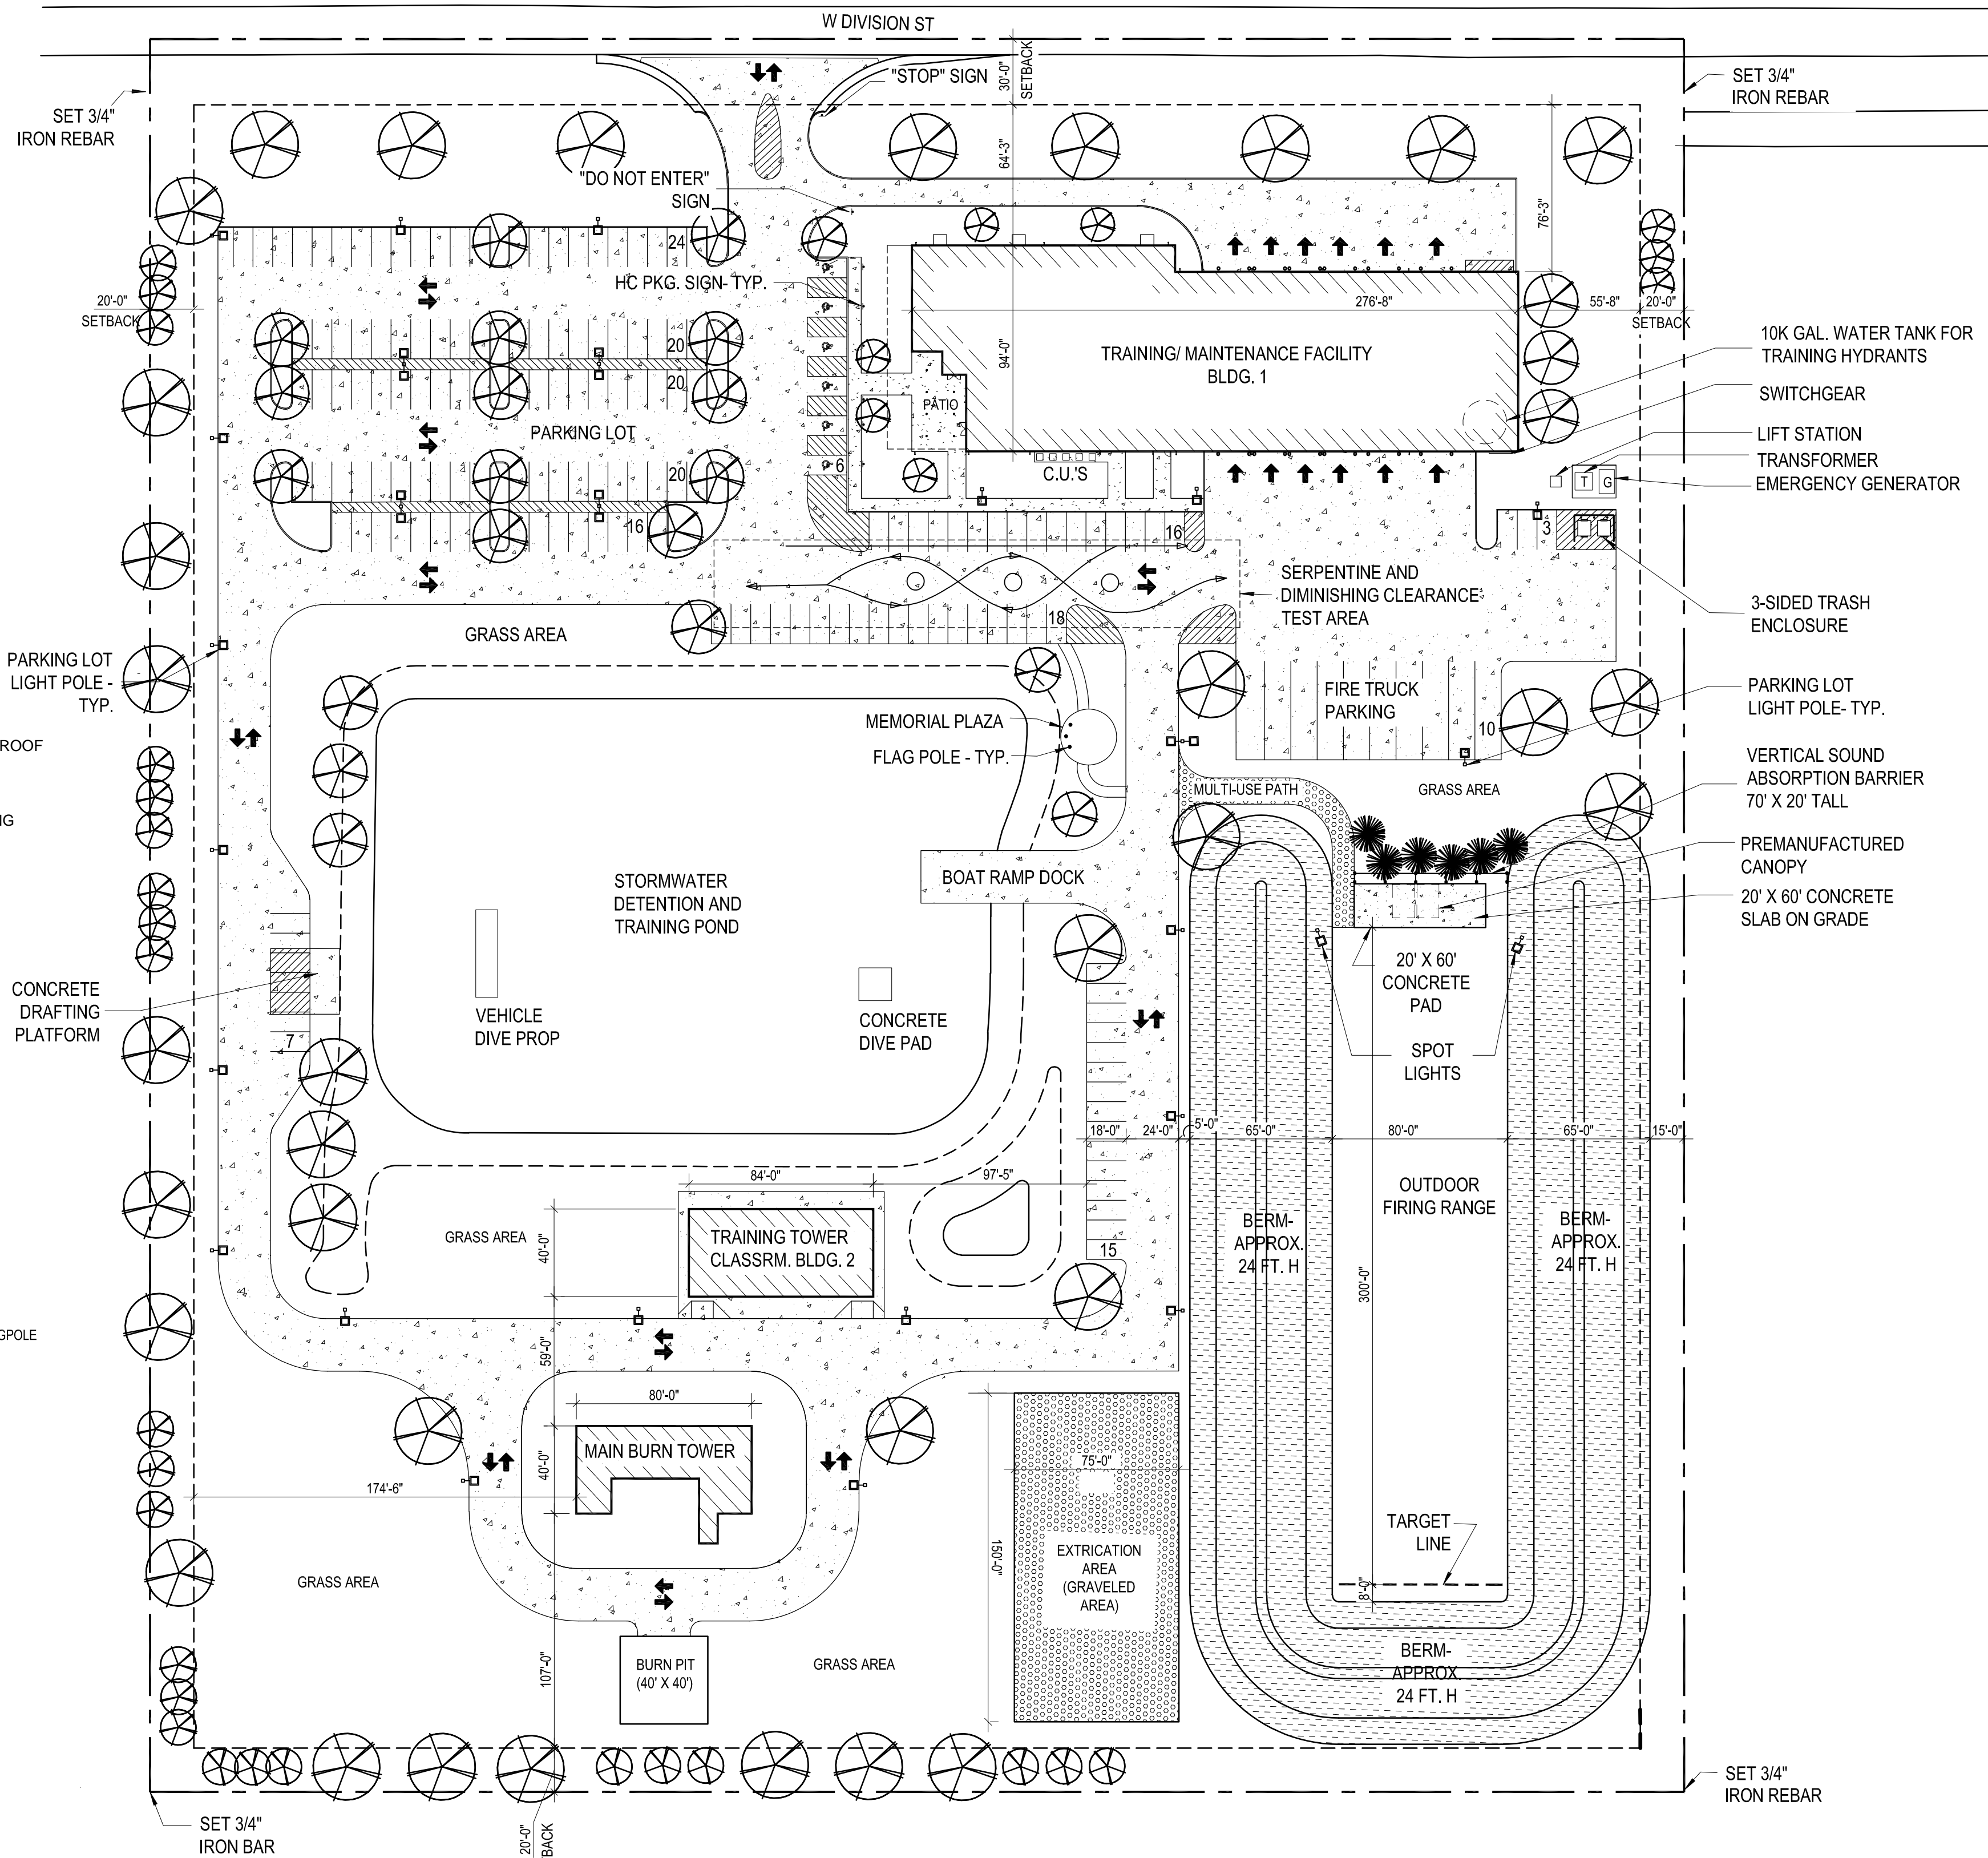 W DIVISION ST
SET 3/4"
IRON REBAR
"STOP" SIGN
30'-0"
SETBACK
SET 3/4"
IRON REBAR
64'-3"
"DO NOT ENTER"
SIGN
76'-3"
24
HC PKG. SIGN- TYP.
20'-0"
SETBACK
276'-8"
55'-8"
20'-0"
SETBACK
94'-0"
TRAINING/ MAINTENANCE FACILITY
BLDG. 1
10K GAL. WATER TANK FOR
TRAINING HYDRANTS
SWITCHGEAR
LIFT STATION
TRANSFORMER
EMERGENCY GENERATOR
20
20
PATIO
PARKING LOT
6
C.U.'S
20
T
G
16
16
3
SERPENTINE AND
DIMINISHING CLEARANCE
TEST AREA
3-SIDED TRASH
ENCLOSURE
18
GRASS AREA
PARKING LOT
LIGHT POLE -
TYP.
FIRE TRUCK
PARKING
10
PARKING LOT
LIGHT POLE- TYP.
MEMORIAL PLAZA
FLAG POLE - TYP.
ROOF
NG
MULTI-USE PATH
GRASS AREA
VERTICAL SOUND
ABSORPTION BARRIER
70' X 20' TALL
PREMANUFACTURED
CANOPY
20' X 60' CONCRETE
SLAB ON GRADE
STORMWATER
DETENTION AND
TRAINING POND
BOAT RAMP DOCK
20' X 60'
CONCRETE
PAD
CONCRETE
DRAFTING
PLATFORM
7
VEHICLE
DIVE PROP
CONCRETE
DIVE PAD
SPOT
LIGHTS
18'-0"
24'-0"
5'-0"
65'-0"
80'-0"
65'-0"
15'-0"
84'-0"
97'-5"
OUTDOOR
FIRING RANGE
GRASS AREA
40'-0"
TRAINING TOWER
CLASSRM. BLDG. 2
15
BERM-
APPROX.
24 FT. H
BERM-
APPROX.
24 FT. H
300'-0"
GPOLE
59'-0"
80'-0"
MAIN BURN TOWER
40'-0"
174'-6"
75'-0"
150'-0"
EXTRICATION
AREA
(GRAVELED
AREA)
TARGET
LINE
8'-0"
GRASS AREA
107'-0"
BURN PIT
(40' X 40')
GRASS AREA
BERM-
APPROX.
24 FT. H
SET 3/4"
IRON BAR
20'-0"
BACK
SET 3/4"
IRON REBAR